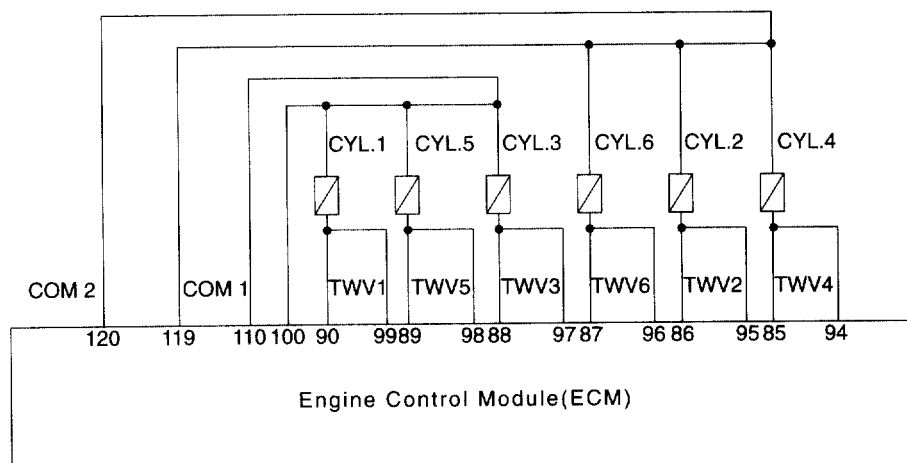 CYL.1 CYL.5 CYL.3 CYL.6 CYL.2 CYL.4
COM 2 COM 1 TWV1 TWV5 TWV3 TWV6 TWV2 TWV4
120 119 110 100 90 99 89 98 88 97 87 96 86 95 85 94
Engine Control Module(ECM)